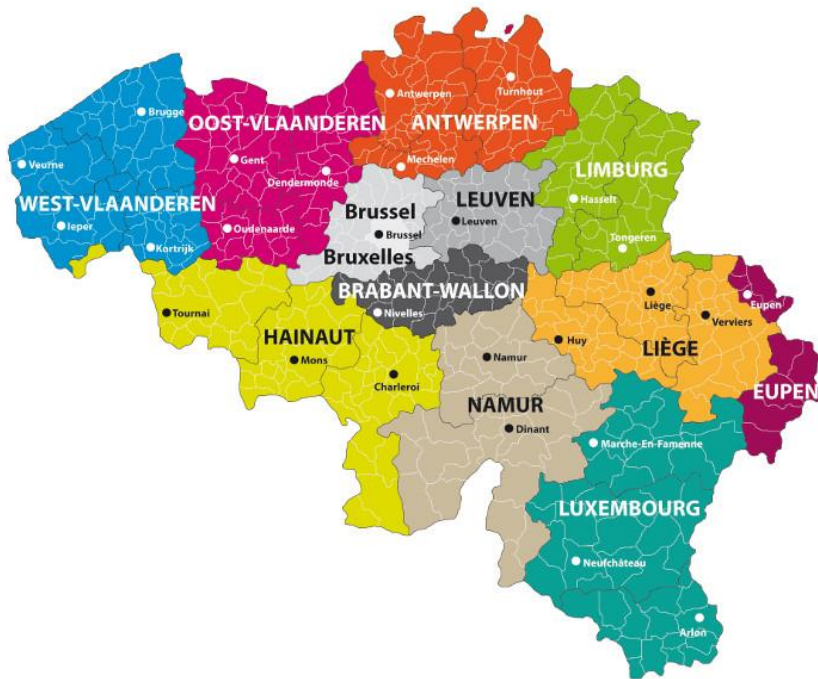 Antwerpen
Turnhout
Brugge
OOST-VLAANDEREN
ANTWERPEN
Veurne
Gent
Mechelen
LIMBURG
Dendermonde
WEST-VLAANDEREN
LEUVEN
Hasselt
Brussel
Ieper
Oudenaarde
Brussel
Leuven
Kortrijk
Bruxelles
Tongeren
BRABANT-WALLON
Liège
Eupen
Tournai
Nivelles
Verviers
HAINAUT
Huy
LIÈGE
Mons
Namur
Charleroi
EUPEN
NAMUR
Dinant
Marche-En-Famenne
LUXEMBOURG
Neufchâteau
Arlon